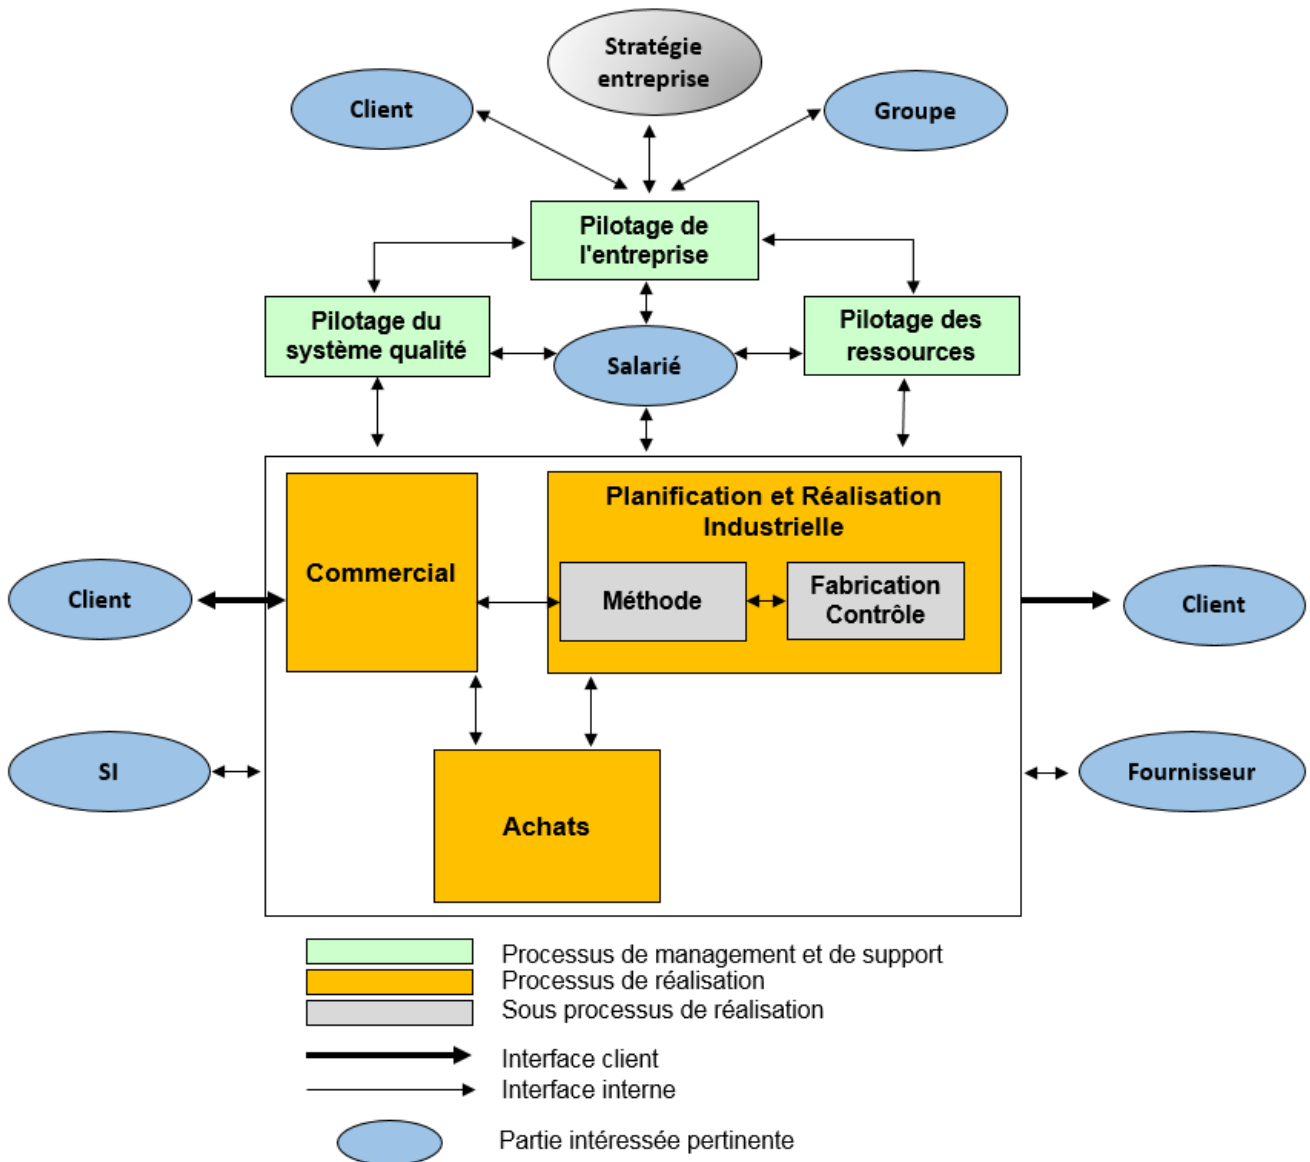 Stratégie
entreprise
Client
Groupe
Pilotage de
l'entreprise
Pilotage du
système qualité
Salarié
Pilotage des
ressources
Commercial
Planification et Réalisation
Industrielle
Méthode
Fabrication
Contrôle
Client
Client
SI
Fournisseur
Achats
Processus de management et de support
Processus de réalisation
Sous processus de réalisation
Interface client
Interface interne
Partie intéressée pertinente